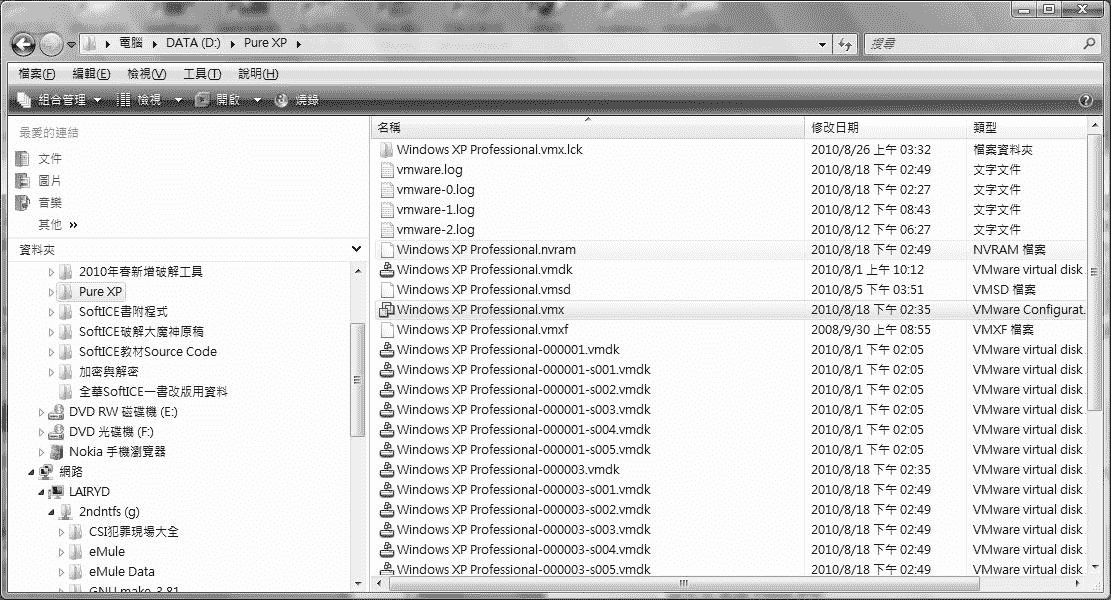 電腦 DATA (D:) Pure XP 搜尋
檔案(F) 編輯(E) 檢視(V) 工具(T) 說明(H)
組合管理 檢視 開啟 燒錄
最愛的連結
文件
圖片
音樂
其他 »
資料夾
2010年春新增破解工具
Pure XP
SoftICE書附程式
SoftICE破解大魔神原稿
SoftICE教材Source Code
加密與解密
全華SoftICE一書改版用資料
DVD RW 磁碟機 (E:)
DVD 光碟機 (F:)
Nokia 手機瀏覽器
網路
LAIRYD
2ndntfs (g)
CSI犯罪現場大全
eMule
eMule Data
GNU make-3.81
名稱 修改日期 類型
Windows XP Professional.vmx.lck 2010/8/26 上午 03:32 檔案資料夾
vmware.log 2010/8/18 下午 02:49 文字文件
vmware-0.log 2010/8/18 下午 02:27 文字文件
vmware-1.log 2010/8/12 下午 08:43 文字文件
vmware-2.log 2010/8/12 下午 06:27 文字文件
Windows XP Professional.nvram 2010/8/18 下午 02:49 NVRAM 檔案
Windows XP Professional.vmdk 2010/8/1 上午 10:12 VMware virtual disk
Windows XP Professional.vmsd 2010/8/5 下午 03:51 VMSD 檔案
Windows XP Professional.vmx 2010/8/18 下午 02:35 VMware Configurat.
Windows XP Professional.vmxf 2008/9/30 上午 08:55 VMXF 檔案
Windows XP Professional-000001.vmdk 2010/8/1 下午 02:05 VMware virtual disk
Windows XP Professional-000001-s001.vmdk 2010/8/1 下午 02:05 VMware virtual disk
Windows XP Professional-000001-s002.vmdk 2010/8/1 下午 02:05 VMware virtual disk
Windows XP Professional-000001-s003.vmdk 2010/8/1 下午 02:05 VMware virtual disk
Windows XP Professional-000001-s004.vmdk 2010/8/1 下午 02:05 VMware virtual disk
Windows XP Professional-000001-s005.vmdk 2010/8/1 下午 02:05 VMware virtual disk
Windows XP Professional-000003.vmdk 2010/8/18 下午 02:35 VMware virtual disk
Windows XP Professional-000003-s001.vmdk 2010/8/18 下午 02:49 VMware virtual disk
Windows XP Professional-000003-s002.vmdk 2010/8/18 下午 02:49 VMware virtual disk
Windows XP Professional-000003-s003.vmdk 2010/8/18 下午 02:49 VMware virtual disk
Windows XP Professional-000003-s004.vmdk 2010/8/18 下午 02:49 VMware virtual disk
Windows XP Professional-000003-s005.vmdk 2010/8/18 下午 02:49 VMware virtual disk